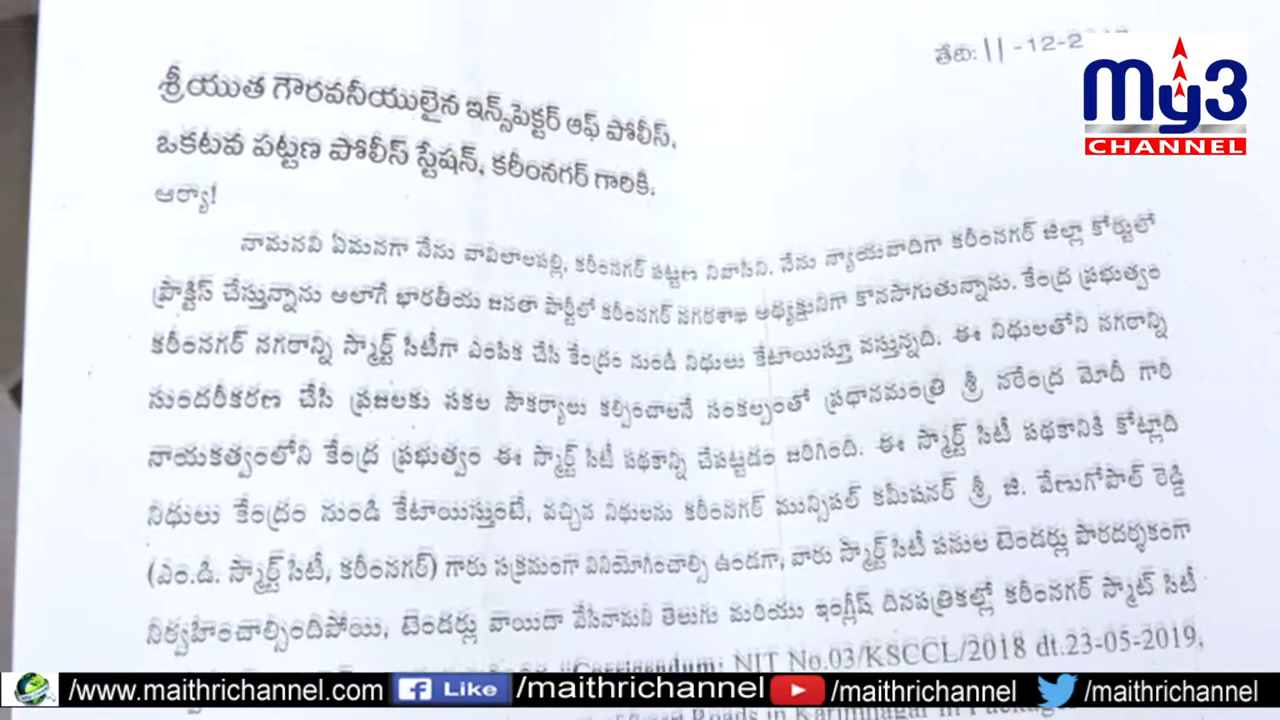 తేది: 11-12-2
my3
CHANNEL
శ్రీయుత గౌరవనీయులైన ఇన్స్‌పెక్టర్ ఆఫ్ పోలీస్,
ఒకటవ పట్టణ పోలీస్ స్టేషన్, కరీంనగర్ గారికి.
ఆర్యా!
నామనవి ఏమనగా నేను వావిలాలపల్లి, కరీంనగర్ పట్టణ నివాసిని. నేను న్యాయవాదిగా కరీంనగర్ జిల్లా కోర్టులో
ప్రాక్టీస్ చేస్తున్నాను అలాగే భారతీయ జనతా పార్టీలో కరీంనగర్ నగరశాఖ అధ్యక్షునిగా కొనసాగుతున్నాను. కేంద్ర ప్రభుత్వం
కరీంనగర్ నగరాన్ని స్మార్ట్ సిటీగా ఎంపిక చేసి కేంద్రం నుండి నిధులు కేటాయిస్తూ వస్తున్నది. ఈ నిధులతోని నగరాన్ని
సుందరీకరణ చేసి ప్రజలకు సకల సౌకర్యాలు కల్పించాలనే సంకల్పంతో ప్రధానమంత్రి శ్రీ నరేంద్ర మోదీ గారి
నాయకత్వంలోని కేంద్ర ప్రభుత్వం ఈ స్మార్ట్ సిటీ పథకాన్ని చేపట్టడం జరిగింది. ఈ స్మార్ట్ సిటీ పథకానికి కోట్లాది
నిధులు కేంద్రం నుండి కేటాయిస్తుంటే, వచ్చిన నిధులను కరీంనగర్ మున్సిపల్ కమీషనర్ శ్రీ జి. వేణుగోపాల్ రెడ్డి
(ఎం.డి. స్మార్ట్ సిటీ, కరీంనగర్) గారు సక్రమంగా వినియోగించాల్సి ఉండగా, వారు స్మార్ట్ సిటీ పనుల టెండర్లు పారదర్శకంగా
నిర్వహించాల్సిందిపోయి, టెండర్లు వాయిదా వేసినామని తెలుగు మరియు ఇంగ్లీష్ దినపత్రికల్లో కరీంనగర్ స్మాట్ సిటీ
"Corrigendum: NIT No.03/KSCCL/2018 dt.23-05-2019,
Roads in Karimnagar in
/www.maithrichannel.com
Like
/maithrichannel
/maithrichannel
/maithrichannel